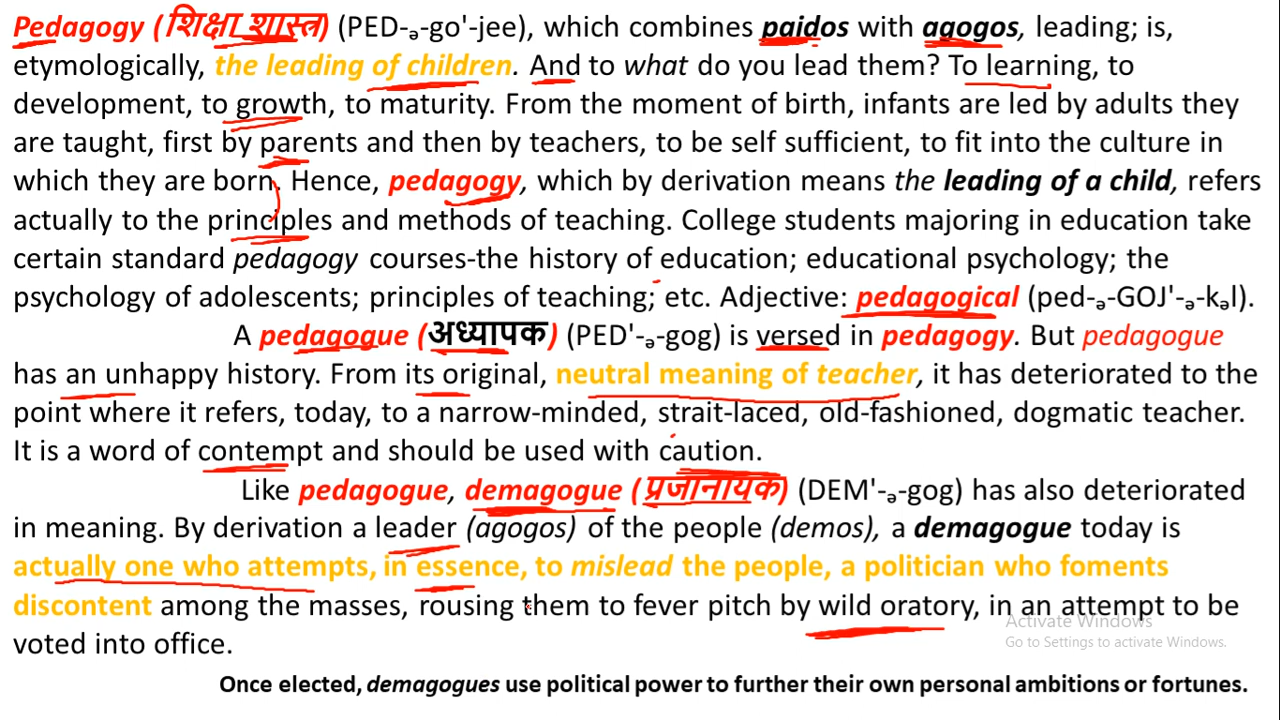 Pedagogy (शिक्षा शास्त्र) (PED-ₔ-go'-jee), which combines paidos with agogos, leading; is,
etymologically, the leading of children. And to what do you lead them? To learning, to
development, to growth, to maturity. From the moment of birth, infants are led by adults they
are taught, first by parents and then by teachers, to be self sufficient, to fit into the culture in
which they are born. Hence, pedagogy, which by derivation means the leading of a child, refers
actually to the principles and methods of teaching. College students majoring in education take
certain standard pedagogy courses-the history of education; educational psychology; the
psychology of adolescents; principles of teaching; etc. Adjective: pedagogical (ped-ₔ-GOJ'-ₔ-kₔl).
A pedagogue (अध्यापक) (PED'-ₔ-gog) is versed in pedagogy. But pedagogue
has an unhappy history. From its original, neutral meaning of teacher, it has deteriorated to the
point where it refers, today, to a narrow-minded, strait-laced, old-fashioned, dogmatic teacher.
It is a word of contempt and should be used with caution.
Like pedagogue, demagogue (प्रजानायक) (DEM'-ₔ-gog) has also deteriorated
in meaning. By derivation a leader (agogos) of the people (demos), a demagogue today is
actually one who attempts, in essence, to mislead the people, a politician who foments
discontent among the masses, rousing them to fever pitch by wild oratory, in an attempt to be
voted into office.
Activate Windows
Go to Settings to activate Windows.
Once elected, demagogues use political power to further their own personal ambitions or fortunes.